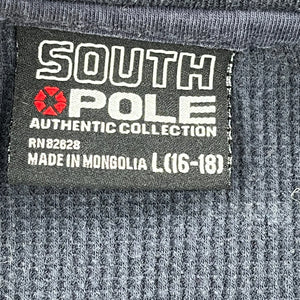 SOUTH
POLE
AUTHENTIC COLLECTION
RN 82628
MADE IN MONGOLIA L(16-18)